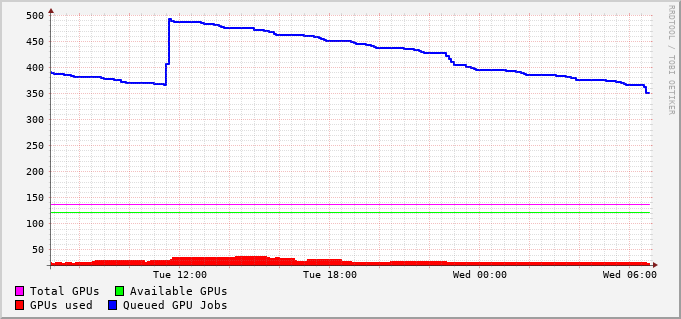 500
450
400
350
300
250
200
150
100
50
Tue 12:00 Tue 18:00 Wed 00:00 Wed 06:00
Total GPUs Available GPUs
GPUs used Queued GPU Jobs
RRDTOOL / TOBI OETIKER